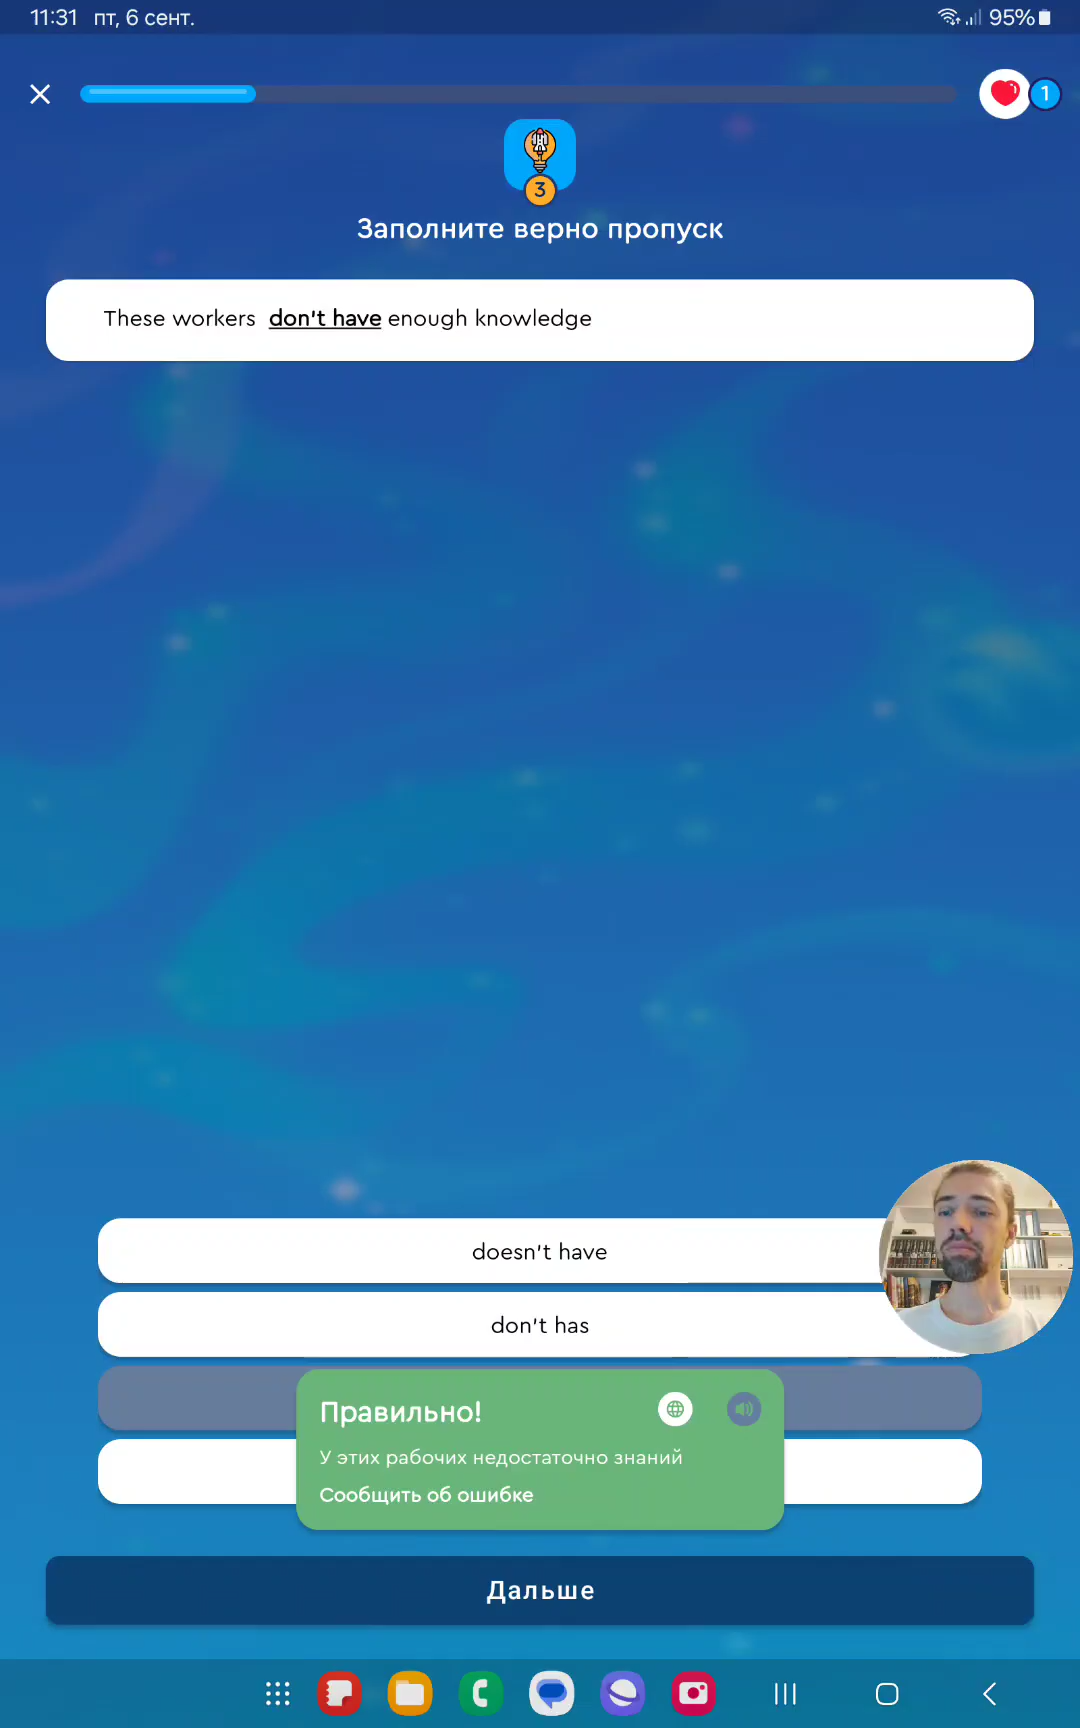 11:31 пт, 6 сент. 95%
1
3
Заполните верно пропуск
These workers don't have enough knowledge
doesn't have
don't has
Правильно!
У этих рабочих недостаточно знаний
Сообщить об ошибке
Дальше